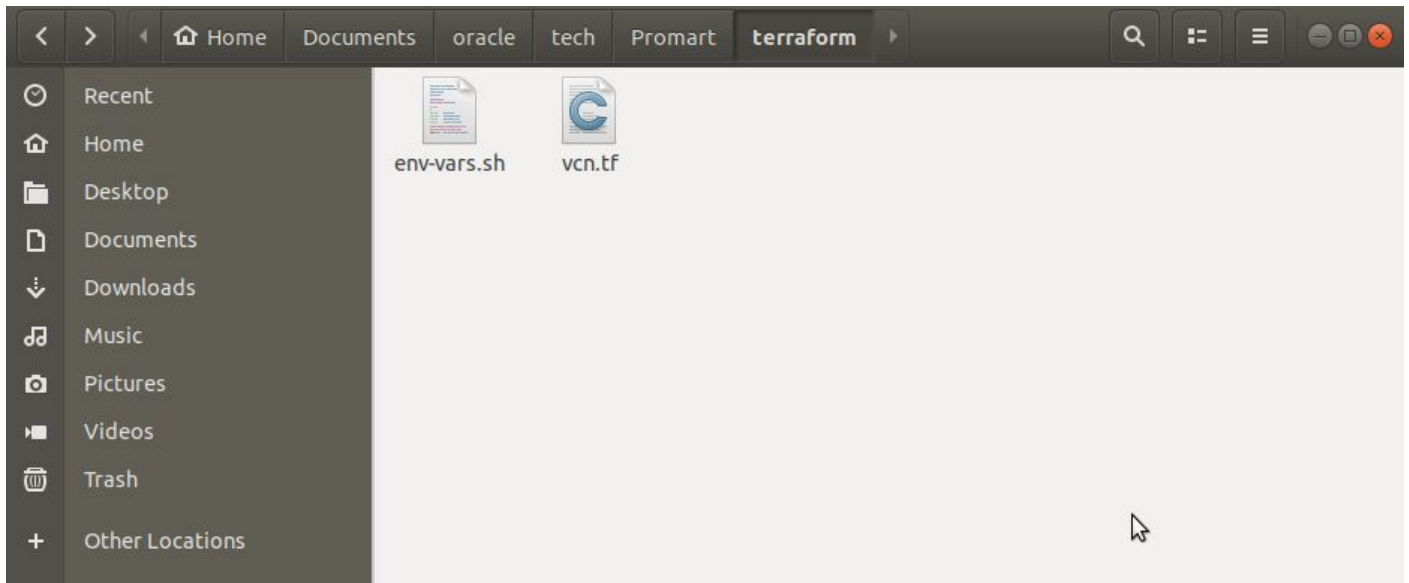 Home Documents oracle tech Promart terraform
Recent
Home
Desktop
Documents
Downloads
Music
Pictures
Videos
Trash
Other Locations
env-vars.sh vcn.tf